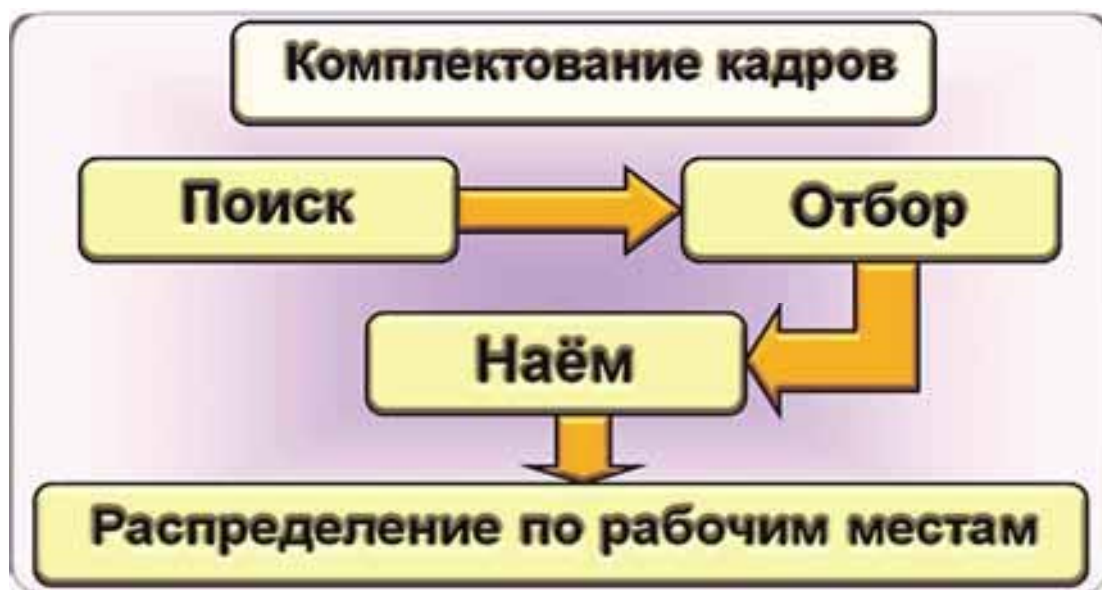 Комплектование кадров
Поиск
Отбор
Наём
Распределение по рабочим местам